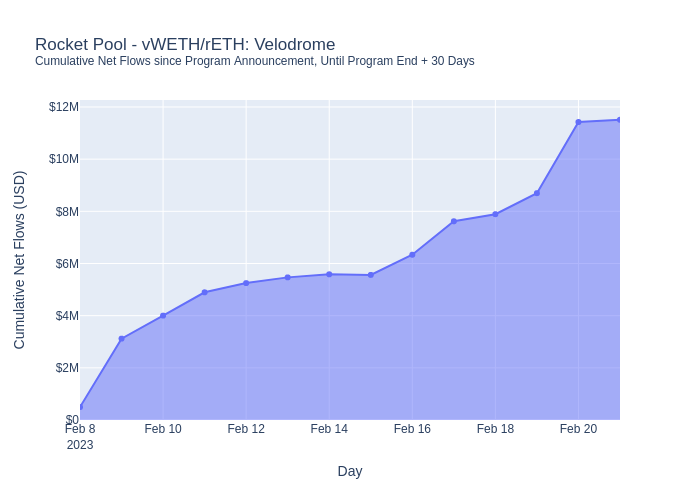 Rocket Pool - vWETH/rETH: Velodrome
Cumulative Net Flows since Program Announcement, Until Program End + 30 Days
Cumulative Net Flows (USD)
$12M
$10M
$8M
$6M
$4M
$2M
$0
Feb 8
2023
Feb 10
Feb 12
Feb 14
Feb 16
Feb 18
Feb 20
Day